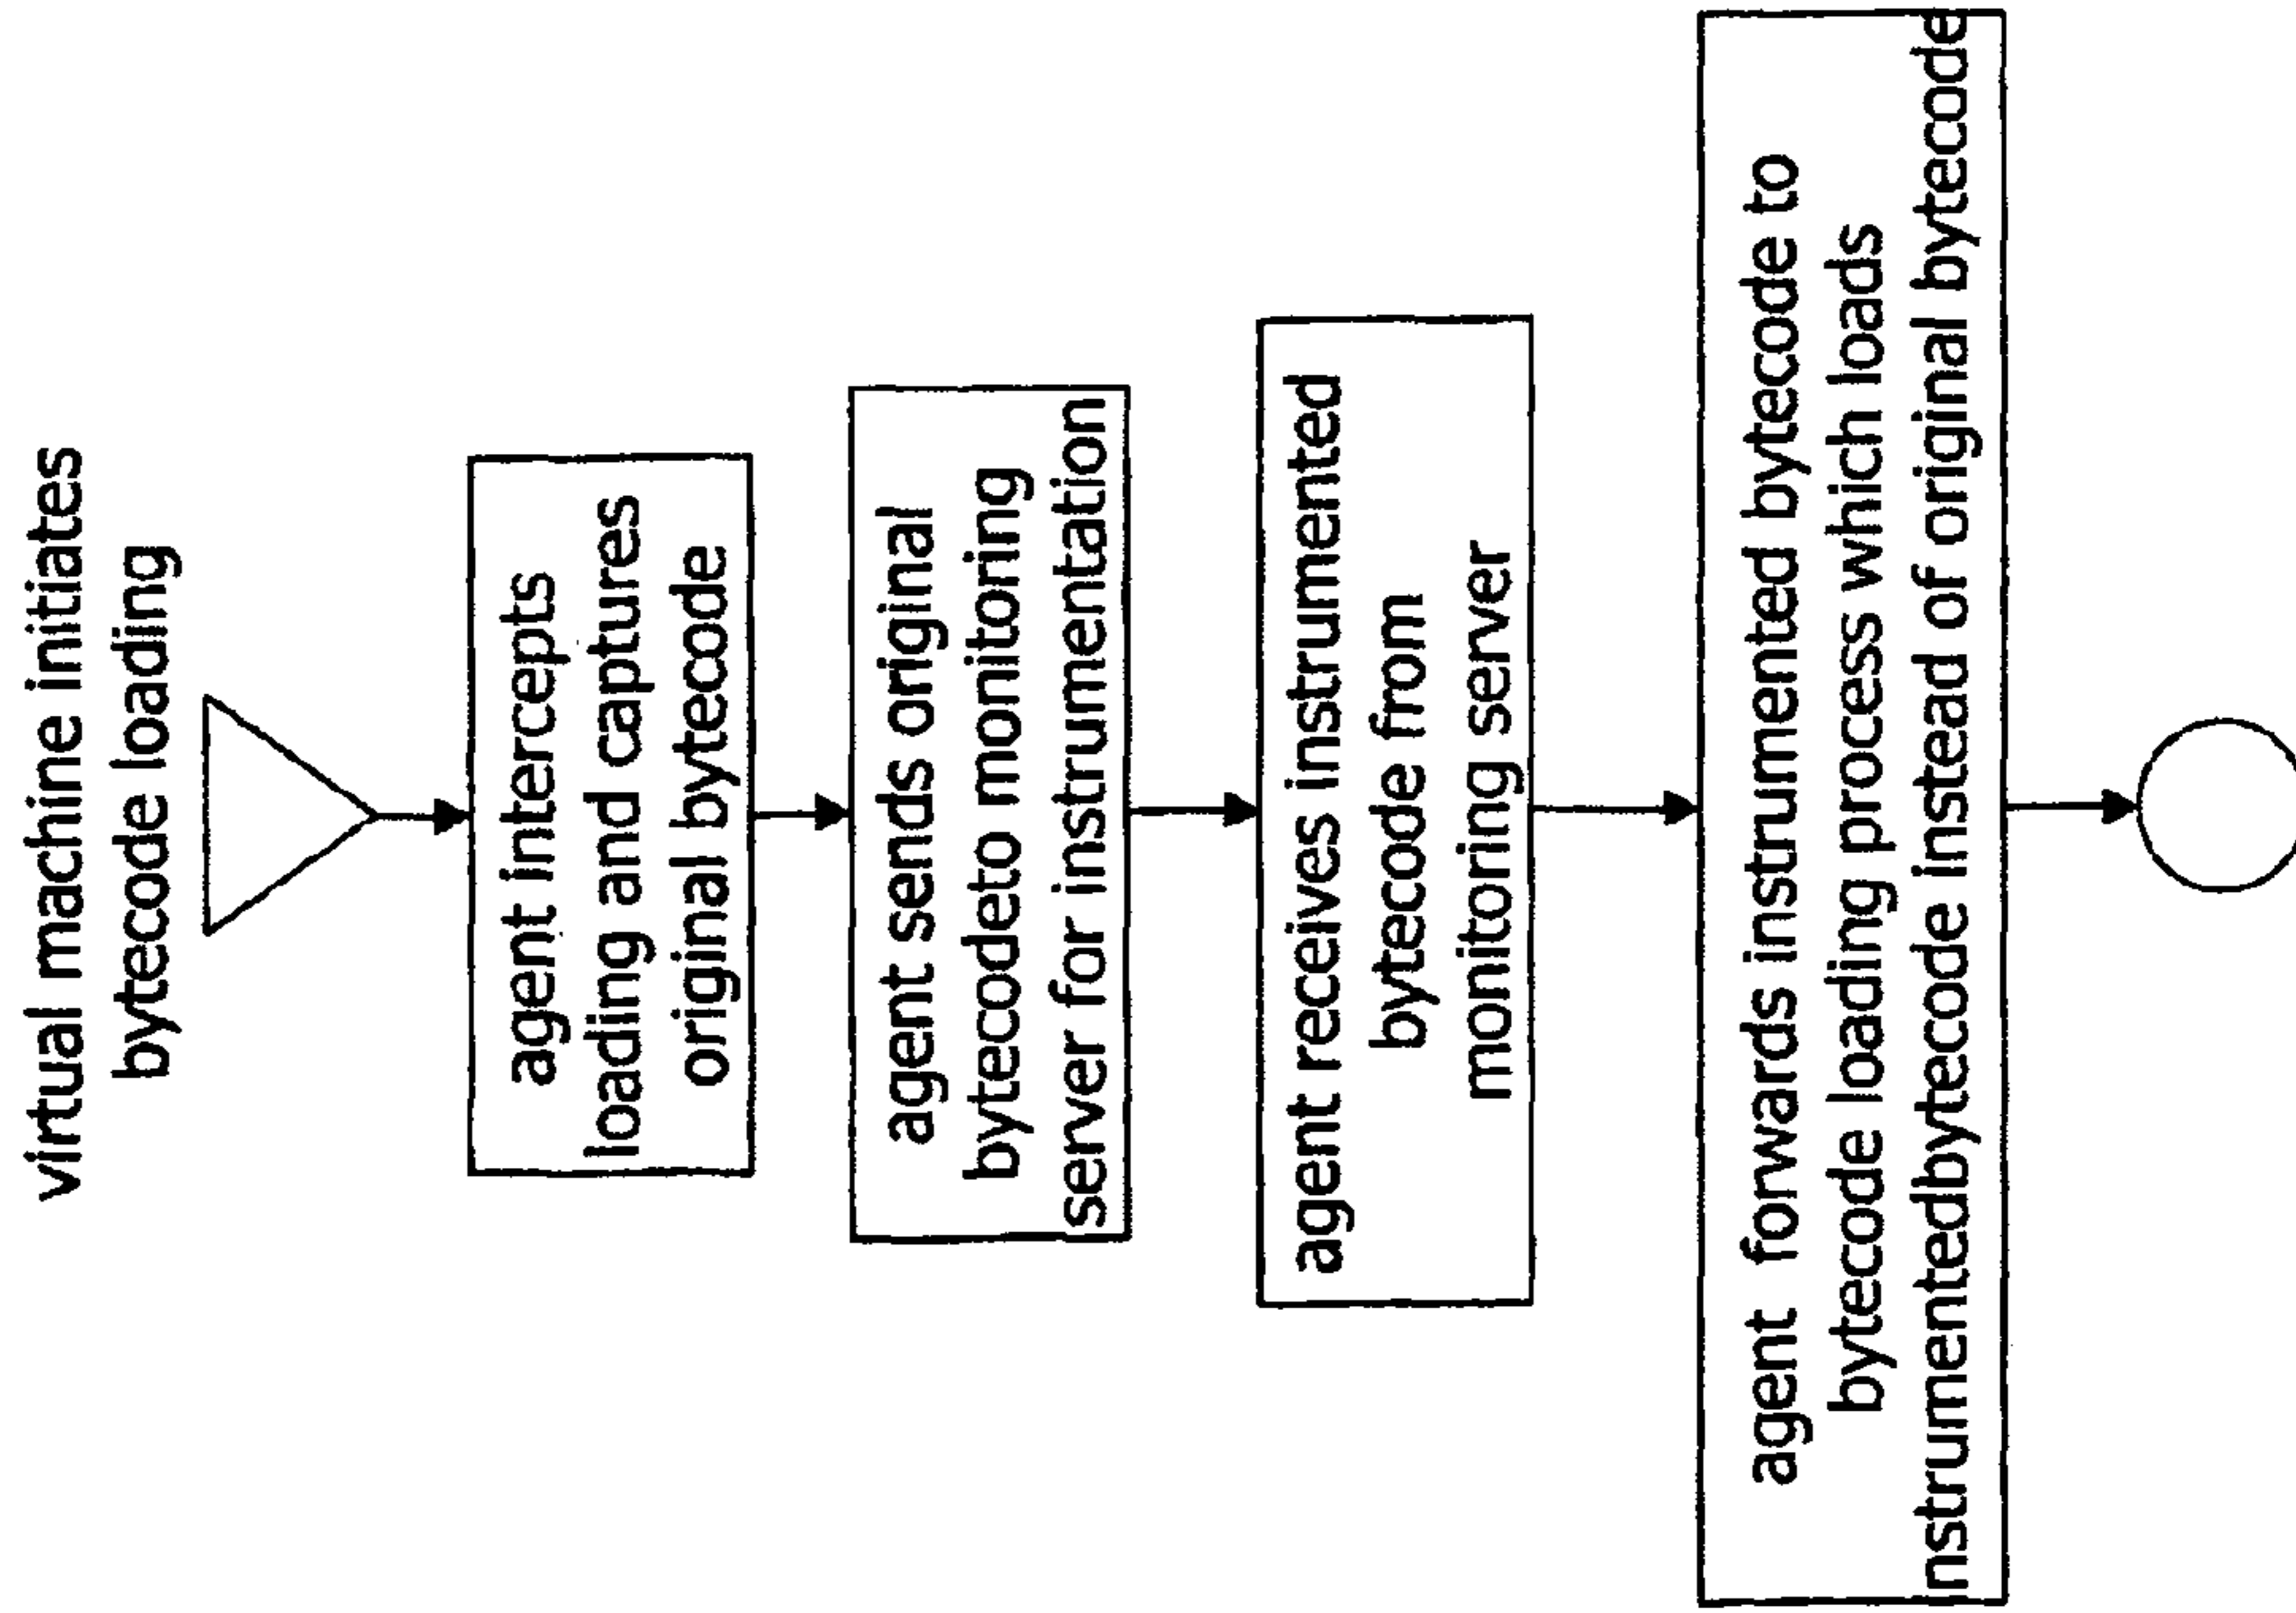 virtual machine initiates
bytecode loading
agent intercepts
loading and captures
original bytecode
agent sends original
bytecodeto monitoring
server for instrumentation
agent receives instrumented
bytecode from
monitoring server
agent forwards instrumented bytecode to
bytecode loading process which loads
instrumentedbytecode instead of original bytecode